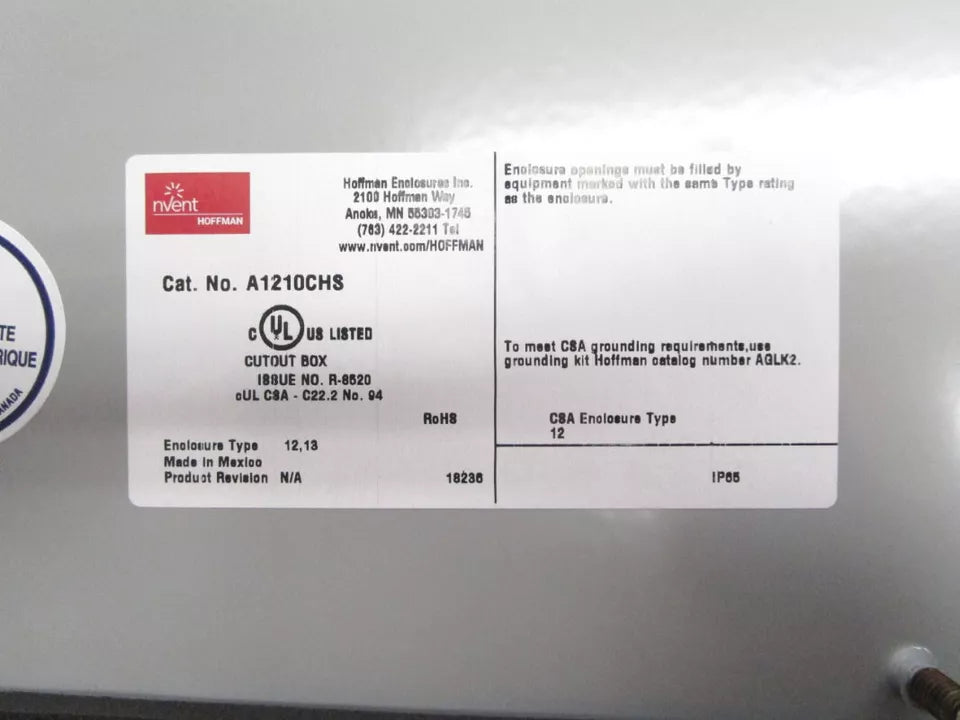 nVent
HOFFMAN
Hoffman Enclosures Inc.
2100 Hoffman Way
Anoka, MN 55303-1745
(763) 422-2211 Tel
www.nvent.com/HOFFMAN
Cat. No. A1210CHS
C UL US LISTED
CUTOUT BOX
ISSUE NO. R-8520
cUL CSA - C22.2 No. 94
RoHS
Enclosure Type 12,13
Made in Mexico
Product Revision N/A
18236
Enclosure openings must be filled by
equipment marked with the same Type rating
as the enclosure.
To meet CSA grounding requirements,use
grounding kit Hoffman catalog number AGLK2.
CSA Enclosure Type
12
IP65
TE
RIQUE
CANADA